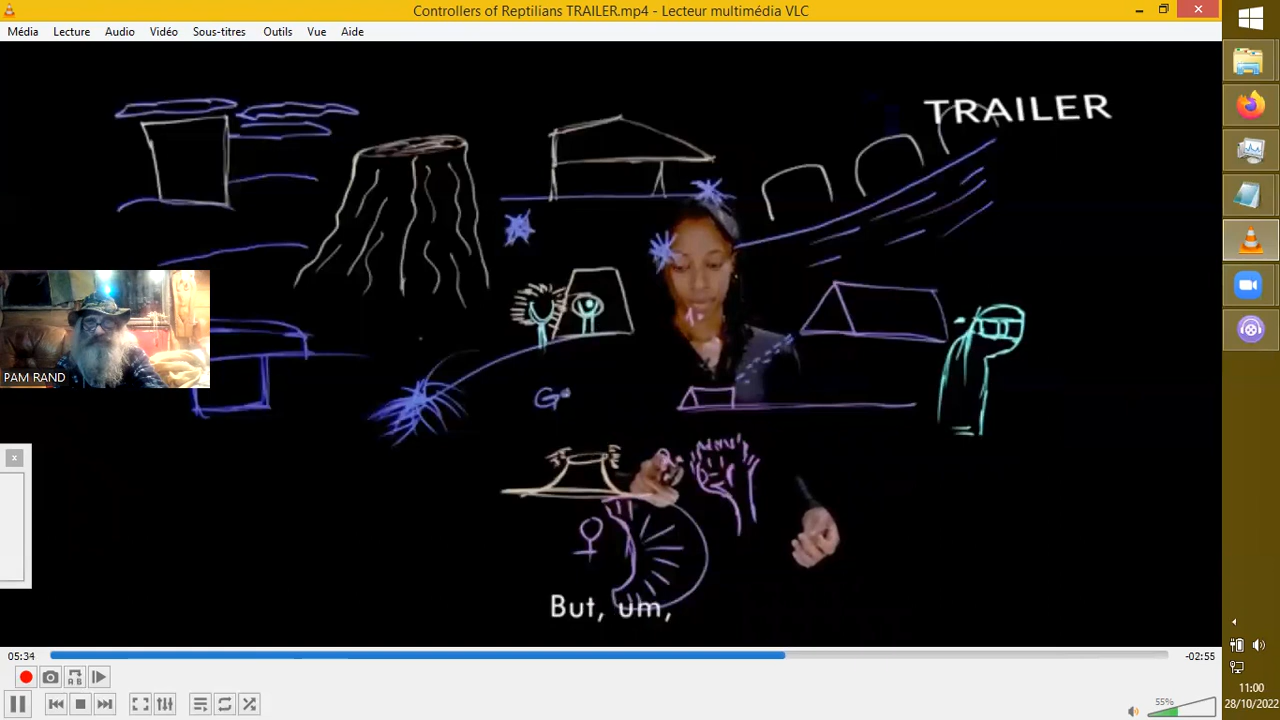 Controllers of Reptilians TRAILER.mp4 - Lecteur multimédia VLC
Média Lecture Audio Vidéo Sous-titres Outils Vue Aide
TRAILER
PAM RAND
But, um,
05:34
-02:55
55%
11:00
28/10/2022